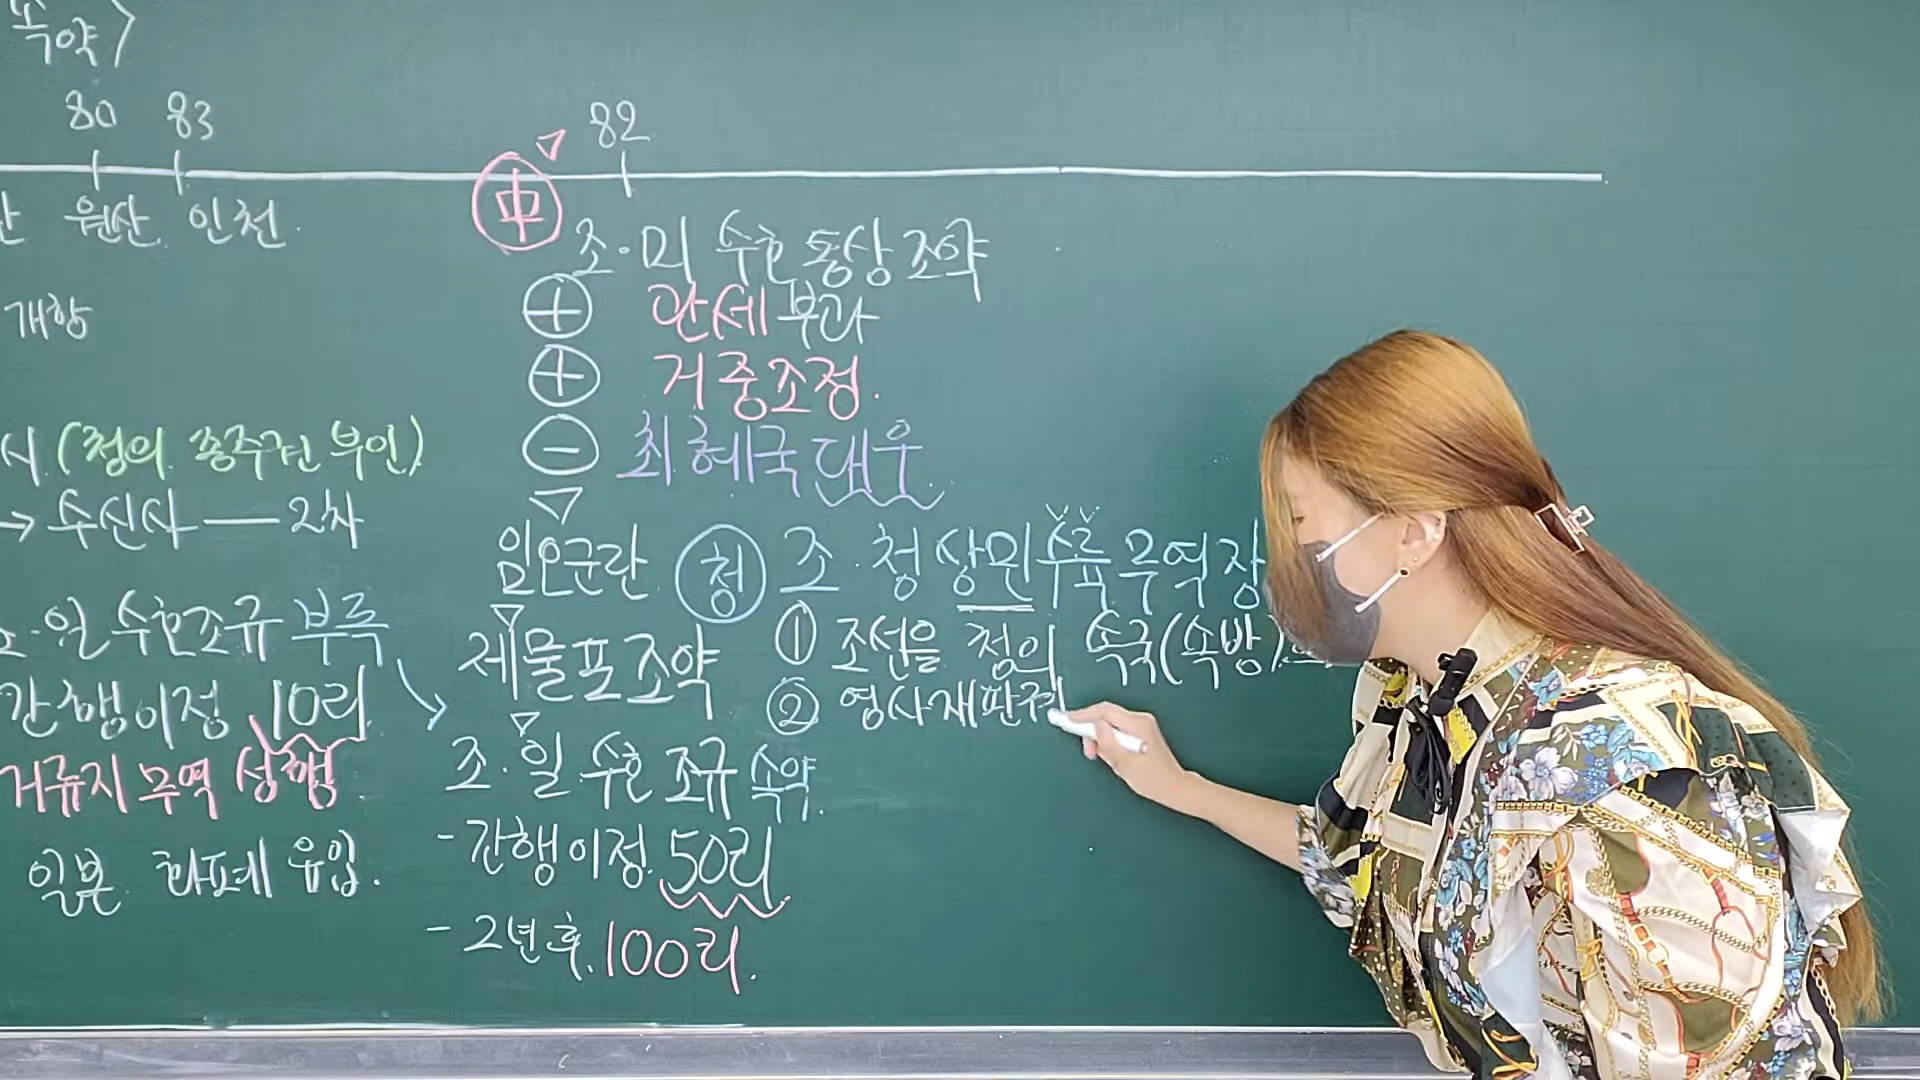 속약>
80 83 82
원산 인천
申
조·미 수호통상조약
개항
⊕ 관세 부과
⊕ 거중조정.
⊖ 최혜국 대우
시 (청의 종주권 부인)
→ 수신사 — 2차
임오군란
청 조·청 상민수륙무역장
① 조선을 청의 속국(속방)으
② 영사재판권
조·일 수호조규 부록
간행이정 10리
거류지 무역 성행
일본 화폐 유입.
제물포조약
조·일 수호조규 속약.
- 간행이정 50리
- 2년 후 100리.